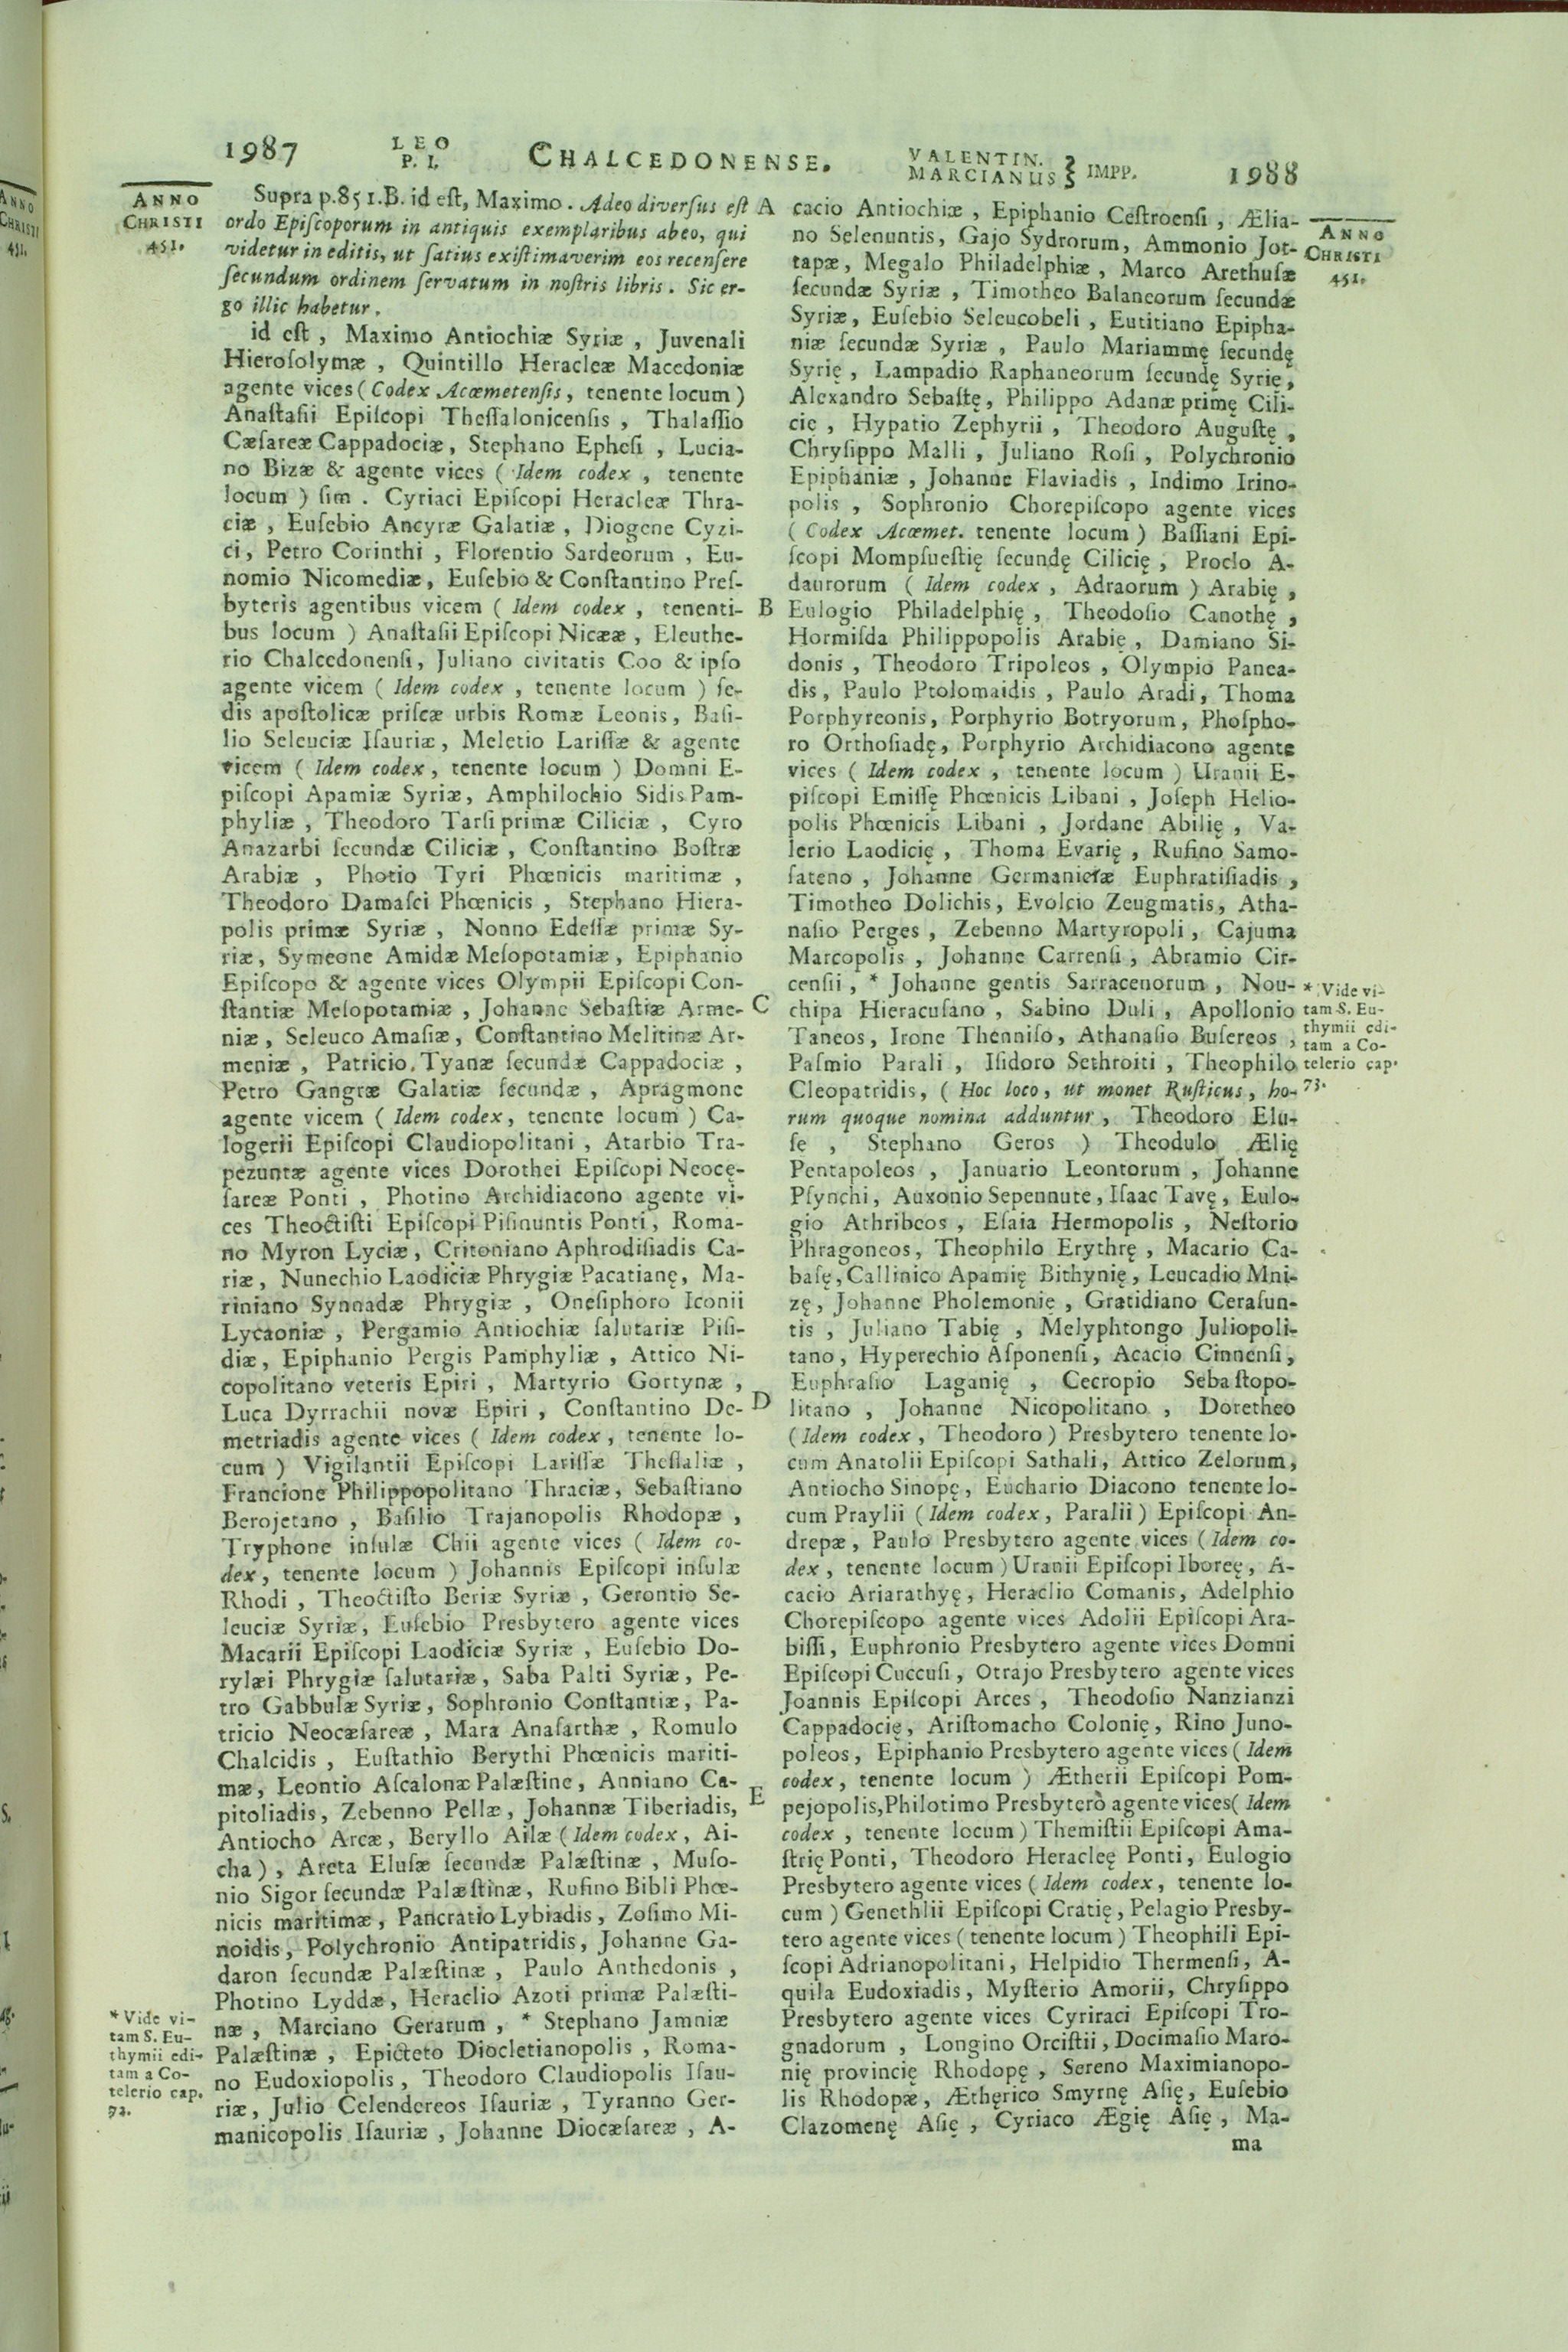 1987
LEO
P. I.
CHALCEDONENSE.
VALENTIN.
MARCIANUS } IMPP.
1988
ANNO
CHRISTI
451.
Supra p.851.B. id eſt, Maximo. Adeo diverſus eſt
ordo Epiſcoporum in antiquis exemplaribus abeo, qui
videtur in editis, ut ſatius exiſtimaverim eos recenſere
ſecundum ordinem ſervatum in noſtris libris. Sic er-
go illic habetur.
id eſt, Maximo Antiochiæ Syriæ, Juvenali
Hieroſolymæ, Quintillo Heracleæ Macedoniæ
agente vices (Codex Acœmetenſis, tenente locum)
Anaſtaſii Epiſcopi Theſſalonicenſis, Thalaſſio
Cæſareæ Cappadociæ, Stephano Epheſi, Lucia-
no Bizæ & agente vices (Idem codex, tenente
locum) ſim. Cyriaci Epiſcopi Heracleæ Thra-
ciæ, Euſebio Ancyræ Galatiæ, Diogene Cyzi-
ci, Petro Corinthi, Florentio Sardeorum, Eu-
nomio Nicomediæ, Euſebio & Conſtantino Preſ-
byteris agentibus vicem (Idem codex, tenenti-
bus locum) Anaſtaſii Epiſcopi Nicææ, Eleuthe-
rio Chalcedonenſi, Juliano civitatis Coo & ipſo
agente vicem (Idem codex, tenente locum) ſe-
dis apoſtolicæ priſcæ urbis Romæ Leonis, Baſi-
lio Seleuciæ Iſauriæ, Meletio Lariſſæ & agente
vicem (Idem codex, tenente locum) Domni E-
piſcopi Apamiæ Syriæ, Amphilochio Sidis Pam-
phyliæ, Theodoro Tarſi primæ Ciliciæ, Cyro
Anazarbi ſecundæ Ciliciæ, Conſtantino Boſtræ
Arabiæ, Photio Tyri Phœnicis maritimæ,
Theodoro Damaſci Phœnicis, Stephano Hiera-
polis primæ Syriæ, Nonno Edeſſæ primæ Sy-
riæ, Symeone Amidæ Meſopotamiæ, Epiphanio
Epiſcopo & agente vices Olympii Epiſcopi Con-
ſtantiæ Meſopotamiæ, Johanne Sebaſtiæ Arme-
niæ, Seleuco Amaſiæ, Conſtantino Melitinæ Ar-
meniæ, Patricio, Tyanæ ſecundæ Cappadociæ,
Petro Gangræ Galatiæ ſecundæ, Apragmone
agente vicem (Idem codex, tenente locum) Ca-
logerii Epiſcopi Claudiopolitani, Atarbio Tra-
pezuntæ agente vices Dorothei Epiſcopi Neocę-
ſareæ Ponti, Photino Archidiacono agente vi-
ces Theoctiſti Epiſcopi Piſinuntis Ponti, Roma-
no Myron Lyciæ, Critoniano Aphrodiſiadis Ca-
riæ, Nunechio Laodiciæ Phrygiæ Pacatianę, Ma-
riniano Synnadæ Phrygiæ, Oneſiphoro Iconii
Lycaoniæ, Pergamio Antiochiæ ſalutariæ Piſi-
diæ, Epiphanio Pergis Pamphyliæ, Attico Ni-
copolitano veteris Epiri, Martyrio Gortynæ,
Luca Dyrrachii novæ Epiri, Conſtantino De-
metriadis agente vices (Idem codex, tenente lo-
cum) Vigilantii Epiſcopi Lariſſæ Theſſaliæ,
Francione Philippopolitano Thraciæ, Sebaſtiano
Berojetano, Baſilio Trajanopolis Rhodopæ,
Tryphone inſulæ Chii agente vices (Idem co-
dex, tenente locum) Johannis Epiſcopi inſulæ
Rhodi, Theoctiſto Beriæ Syriæ, Gerontio Se-
leuciæ Syriæ, Euſebio Presbytero agente vices
Macarii Epiſcopi Laodiciæ Syriæ, Euſebio Do-
rylæi Phrygiæ ſalutariæ, Saba Palti Syriæ, Pe-
tro Gabbulæ Syriæ, Sophronio Conſtantiæ, Pa-
tricio Neocæſareæ, Mara Anaſarthæ, Romulo
Chalcidis, Euſtathio Berythi Phœnicis mariti-
mæ, Leontio Aſcalonæ Palæſtine, Anniano Ca-
pitoliadis, Zebenno Pellæ, Johannæ Tiberiadis,
Antiocho Arcæ, Beryllo Ailæ (Idem codex, Ai-
cha), Areta Eluſæ ſecundæ Palæſtinæ, Muſo-
nio Sigor ſecundæ Palæſtinæ, Rufino Bibli Phœ-
nicis maritimæ, Pancratio Lybiadis, Zoſimo Mi-
noidis, Polychronio Antipatridis, Johanne Ga-
daron ſecundæ Palæſtinæ, Paulo Anthedonis,
Photino Lyddæ, Heraclio Azoti primæ Palæſti-
næ, Marciano Gerarum, * Stephano Jamniæ
Palæſtinæ, Epicteto Diocletianopolis, Roma-
no Eudoxiopolis, Theodoro Claudiopolis Iſau-
riæ, Julio Celendereos Iſauriæ, Tyranno Ger-
manicopolis Iſauriæ, Johanne Diocæſareæ, A-
* Vide vi-
tam S. Eu-
thymii edi-
tam a Co-
telerio cap.
92.
A
B
C
D
E
cacio Antiochiæ, Epiphanio Ceſtroenſi, Ælia-
no Selenuntis, Gajo Sydrorum, Ammonio Jot-
tapæ, Megalo Philadelphiæ, Marco Arethuſæ
ſecundæ Syriæ, Timotheo Balaneorum ſecundæ
Syriæ, Euſebio Seleucobeli, Eutitiano Epipha-
niæ ſecundæ Syriæ, Paulo Mariammę ſecundę
Syrię, Lampadio Raphaneorum ſecundę Syrię,
Alexandro Sebaſtę, Philippo Adanæ primę Cili-
cię, Hypatio Zephyrii, Theodoro Auguſtę,
Chryſippo Malli, Juliano Roſi, Polychronio
Epiphaniæ, Johanne Flaviadis, Indimo Irino-
polis, Sophronio Chorepiſcopo agente vices
(Codex Acœmet. tenente locum) Baſſiani Epi-
ſcopi Mompſueſtię ſecundę Cilicię, Proclo A-
daurorum (Idem codex, Adraorum) Arabię,
Eulogio Philadelphię, Theodoſio Canothę,
Hormiſda Philippopolis Arabię, Damiano Si-
donis, Theodoro Tripoleos, Olympio Panea-
dis, Paulo Ptolomaidis, Paulo Aradi, Thoma
Porphyreonis, Porphyrio Botryorum, Phoſpho-
ro Orthoſiadę, Porphyrio Archidiacono agente
vices (Idem codex, tenente locum) Uranii E-
piſcopi Emiſſę Phœnicis Libani, Joſeph Helio-
polis Phœnicis Libani, Jordane Abilię, Va-
lerio Laodicię, Thoma Evarię, Rufino Samo-
ſateno, Johanne Germanicíæ Euphratiſiadis,
Timotheo Dolichis, Evolcio Zeugmatis, Atha-
naſio Perges, Zebenno Martyropoli, Cajuma
Marcopolis, Johanne Carrenſi, Abramio Cir-
cenſii, * Johanne gentis Sarracenorum, Nou-
chipa Hieracuſano, Sabino Duli, Apollonio
Taneos, Irone Thenniſo, Athanaſio Buſereos,
Paſmio Parali, Iſidoro Sethroiti, Theophilo
Cleopatridis, (Hoc loco, ut monet Ruſticus, ho-
rum quoque nomina adduntur, Theodoro Elu-
ſe, Stephano Geros) Theodulo Ælię
Pentapoleos, Januario Leontorum, Johanne
Pſynchi, Auxonio Sepennute, Iſaac Tavę, Eulo-
gio Athribeos, Eſaia Hermopolis, Neſtorio
Phragoneos, Theophilo Erythrę, Macario Ca-
baſę, Callinico Apamię Bithynię, Leucadio Mni-
zę, Johanne Pholemonię, Gratidiano Ceraſun-
tis, Juliano Tabię, Melyphtongo Juliopoli-
tano, Hyperechio Aſponenſi, Acacio Cinnenſi,
Euphraſio Laganię, Cecropio Sebaſtopo-
litano, Johanne Nicopolitano, Dorotheo
(Idem codex, Theodoro) Presbytero tenente lo-
cum Anatolii Epiſcopi Sathali, Attico Zelorum,
Antiocho Sinopę, Euchario Diacono tenente lo-
cum Praylii (Idem codex, Paralii) Epiſcopi An-
drepæ, Paulo Presbytero agente vices (Idem co-
dex, tenente locum) Uranii Epiſcopi Iboreę, A-
cacio Ariarathyę, Heraclio Comanis, Adelphio
Chorepiſcopo agente vices Adolii Epiſcopi Ara-
biſſi, Euphronio Presbytero agente vices Domni
Epiſcopi Cuccuſi, Otrajo Presbytero agente vices
Joannis Epiſcopi Arces, Theodoſio Nanzianzi
Cappadocię, Ariſtomacho Colonię, Rino Juno-
poleos, Epiphanio Presbytero agente vices (Idem
codex, tenente locum) Ætherii Epiſcopi Pom-
pejopolis, Philotimo Presbytero agente vices (Idem
codex, tenente locum) Themiſtii Epiſcopi Ama-
ſtrię Ponti, Theodoro Heracleę Ponti, Eulogio
Presbytero agente vices (Idem codex, tenente lo-
cum) Genethlii Epiſcopi Cratię, Pelagio Presby-
tero agente vices (tenente locum) Theophili Epi-
ſcopi Adrianopolitani, Helpidio Thermenſi, A-
quila Eudoxiadis, Myſterio Amorii, Chryſippo
Presbytero agente vices Cyriraci Epiſcopi Tro-
gnadorum, Longino Orciſtii, Docimaſio Maro-
nię provincię Rhodopę, Sereno Maximianopo-
lis Rhodopæ, Æthęrico Smyrnę Aſię, Euſebio
Clazomenę Aſię, Cyriaco Ægię Aſię, Ma-
ma
ANNO
CHRISTI
451.
* Vide vi-
tam S. Eu-
thymii edi-
tam a Co-
telerio cap.
73.